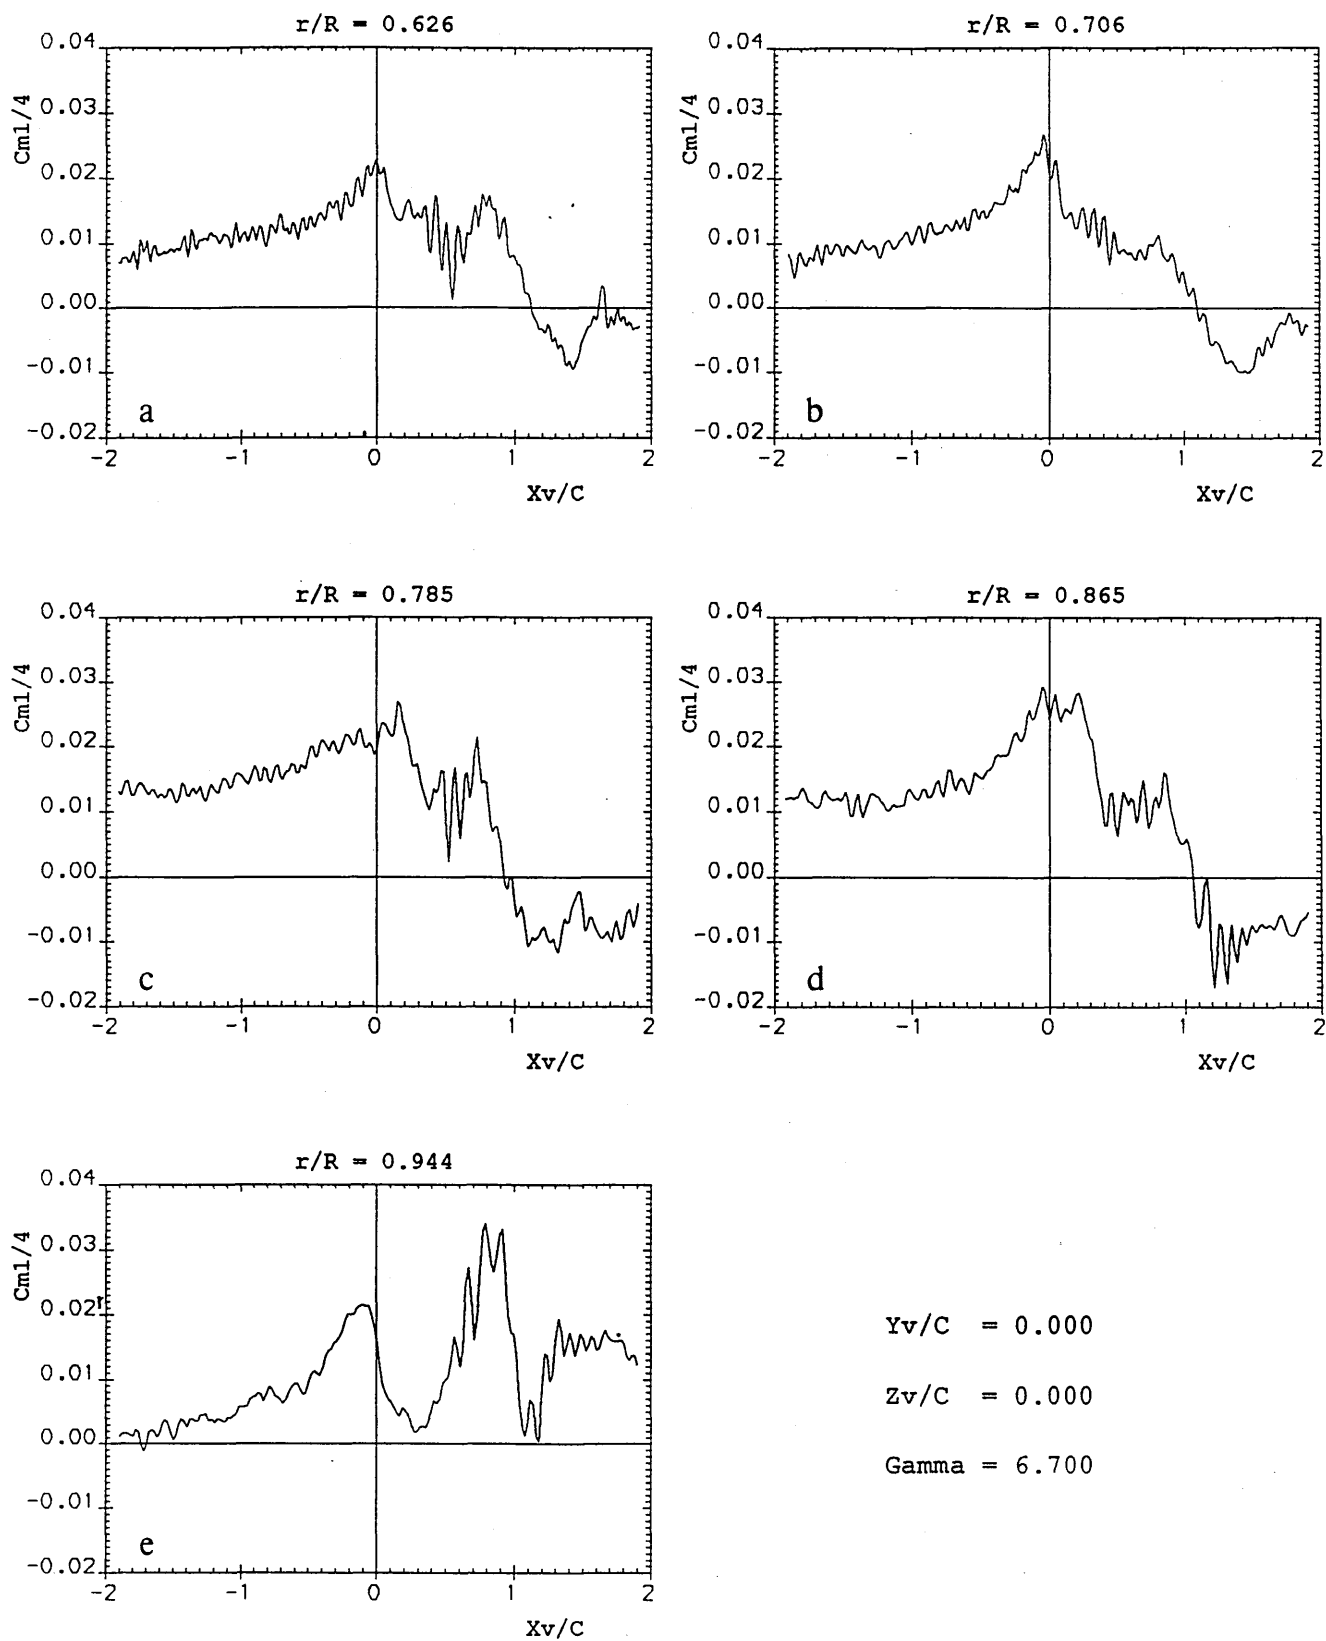 r/R = 0.626
0.04
0.03
0.02
0.01
0.00
-0.01
-0.02
Cm1/4
a
-2 -1 0 1 2
Xv/C
r/R = 0.706
0.04
0.03
0.02
0.01
0.00
-0.01
-0.02
Cm1/4
b
-2 -1 0 1 2
Xv/C
r/R = 0.785
0.04
0.03
0.02
0.01
0.00
-0.01
-0.02
Cm1/4
c
-2 -1 0 1 2
Xv/C
r/R = 0.865
0.04
0.03
0.02
0.01
0.00
-0.01
-0.02
Cm1/4
d
-2 -1 0 1 2
Xv/C
r/R = 0.944
0.04
0.03
0.02
0.01
0.00
-0.01
-0.02
Cm1/4
e
-2 -1 0 1 2
Xv/C
Yv/C = 0.000
Zv/C = 0.000
Gamma = 6.700